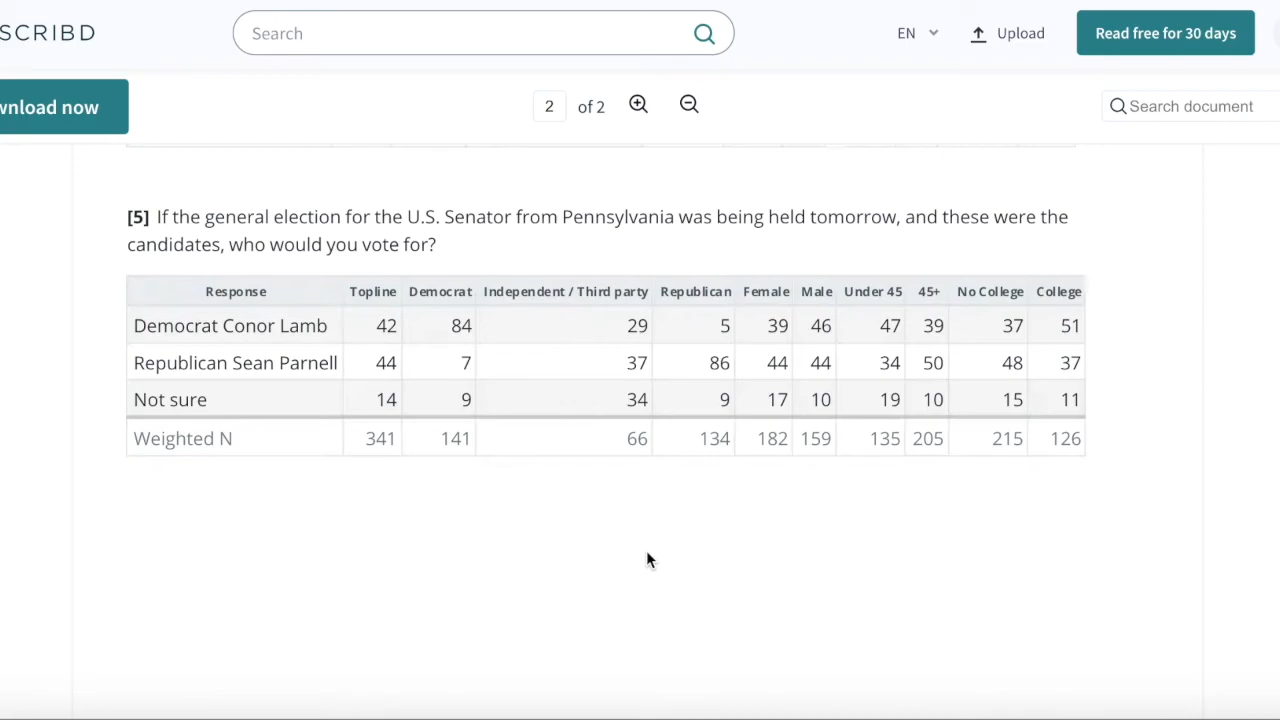 SCRIBD
Search
EN
Upload
Read free for 30 days
wnload now
2 of 2
Search document
[5] If the general election for the U.S. Senator from Pennsylvania was being held tomorrow, and these were the
candidates, who would you vote for?
Response Topline Democrat Independent / Third party Republican Female Male Under 45 45+ No College College
Democrat Conor Lamb 42 84 29 5 39 46 47 39 37 51
Republican Sean Parnell 44 7 37 86 44 44 34 50 48 37
Not sure 14 9 34 9 17 10 19 10 15 11
Weighted N 341 141 66 134 182 159 135 205 215 126